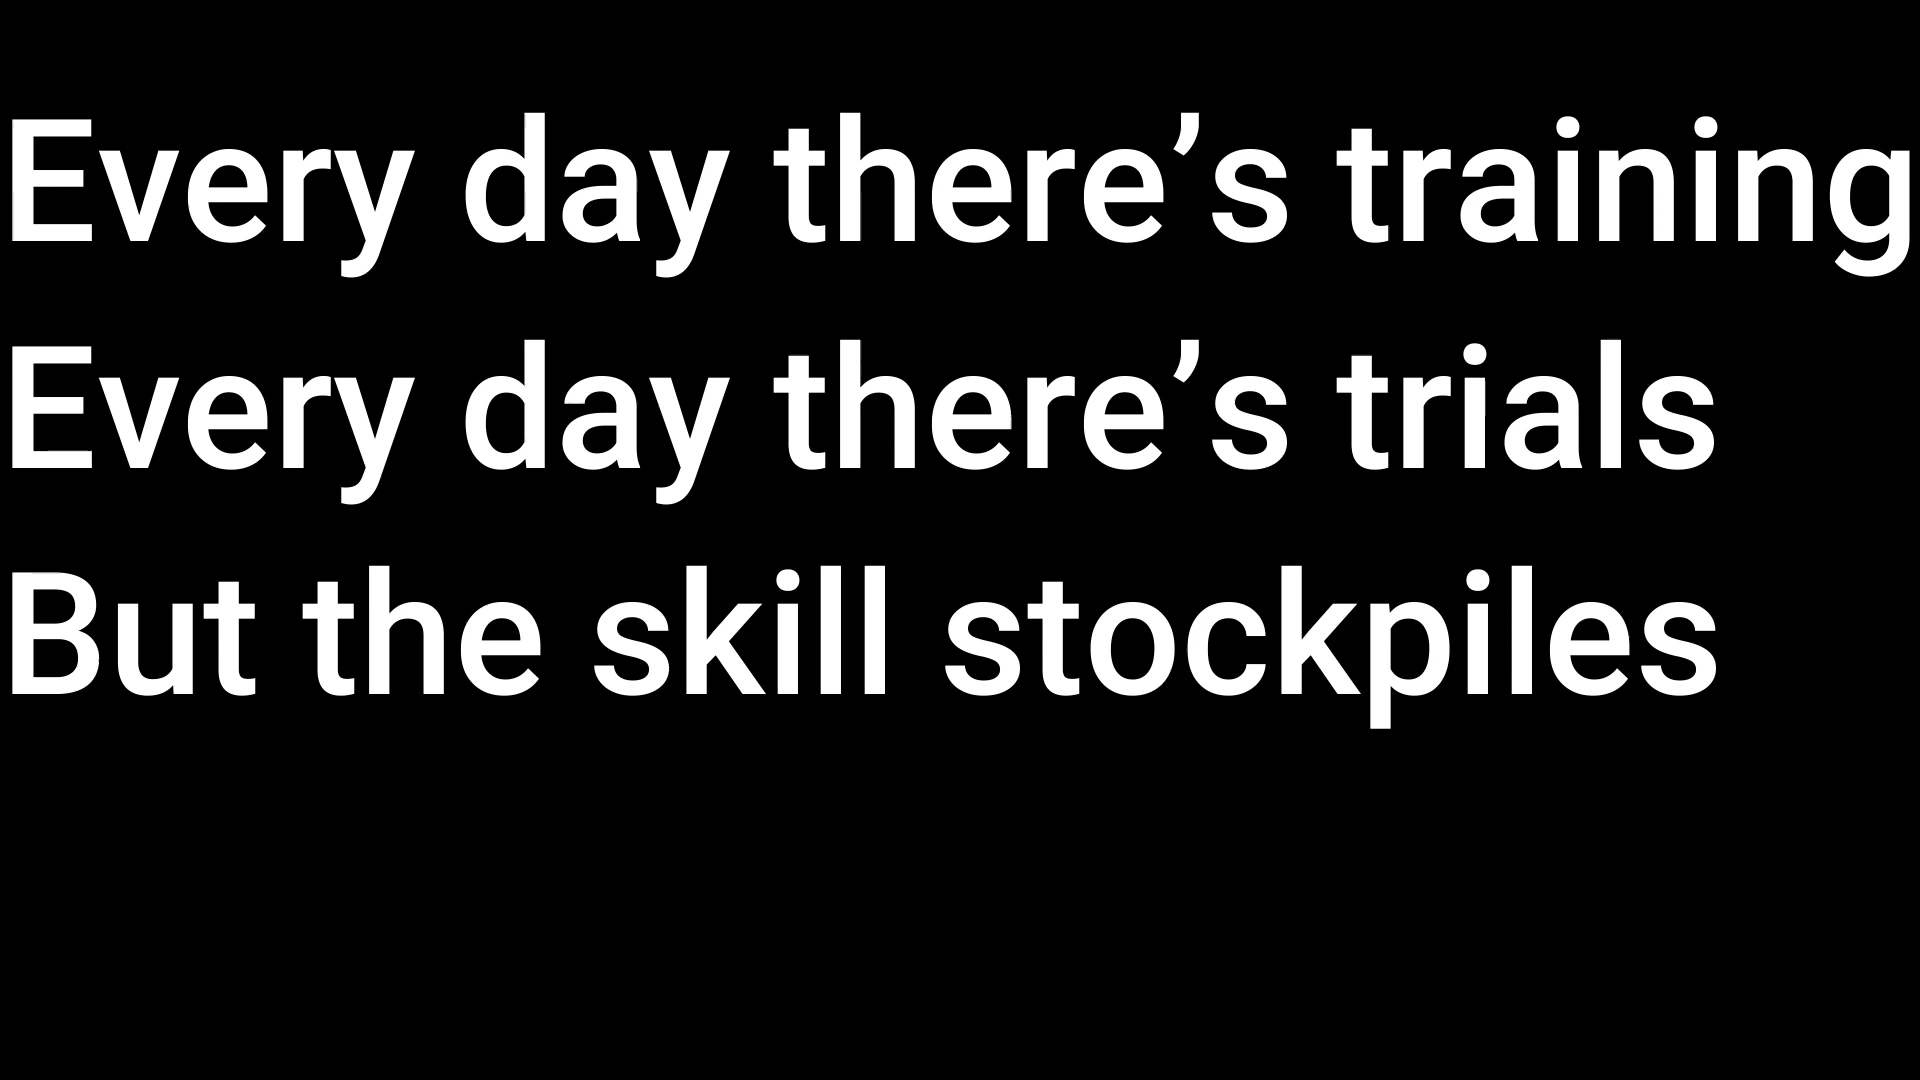 Every day there’s training
Every day there’s trials
But the skill stockpiles